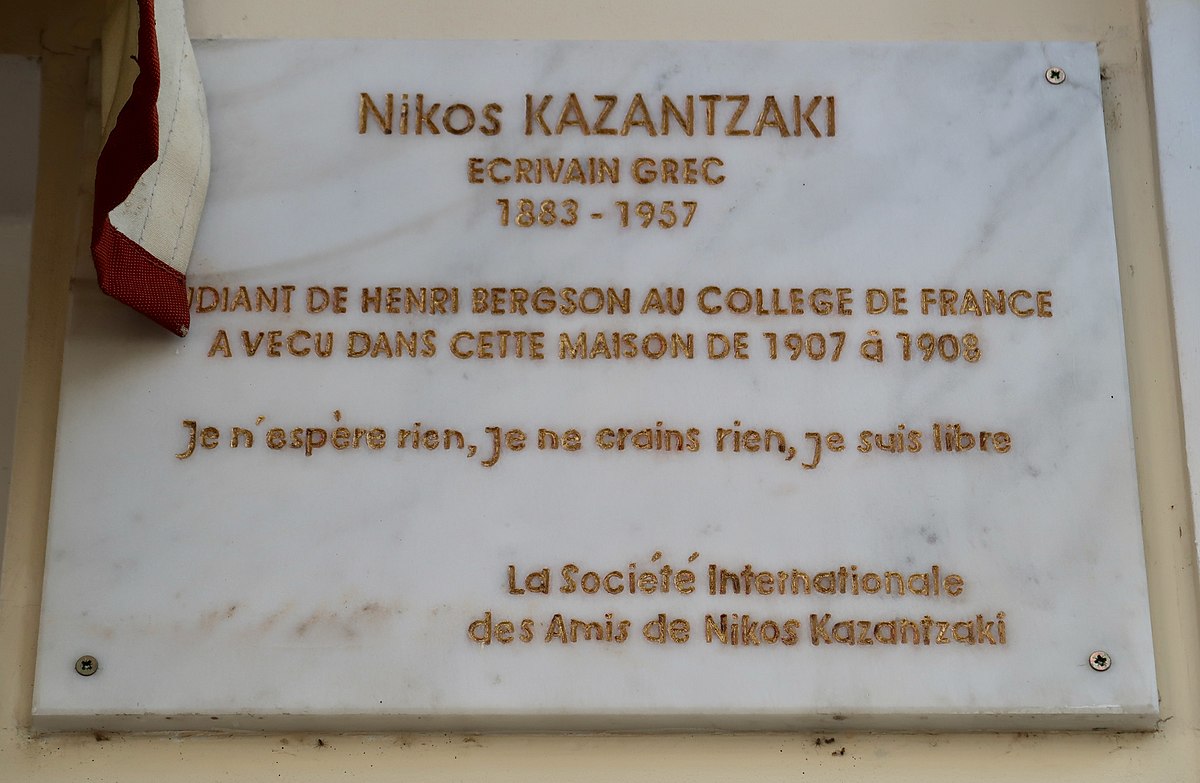 Nikos KAZANTZAKI
ECRIVAIN GREC
1883 - 1957
DE HENRI BERGSON AU COLLEGE DE FRANCE
A VECU DANS CETTE MAISON DE 1907 à 1908
Je n'espère rien, je ne crains rien, je suis libre
La Société Internationale
des Amis de Nikos Kazantzaki